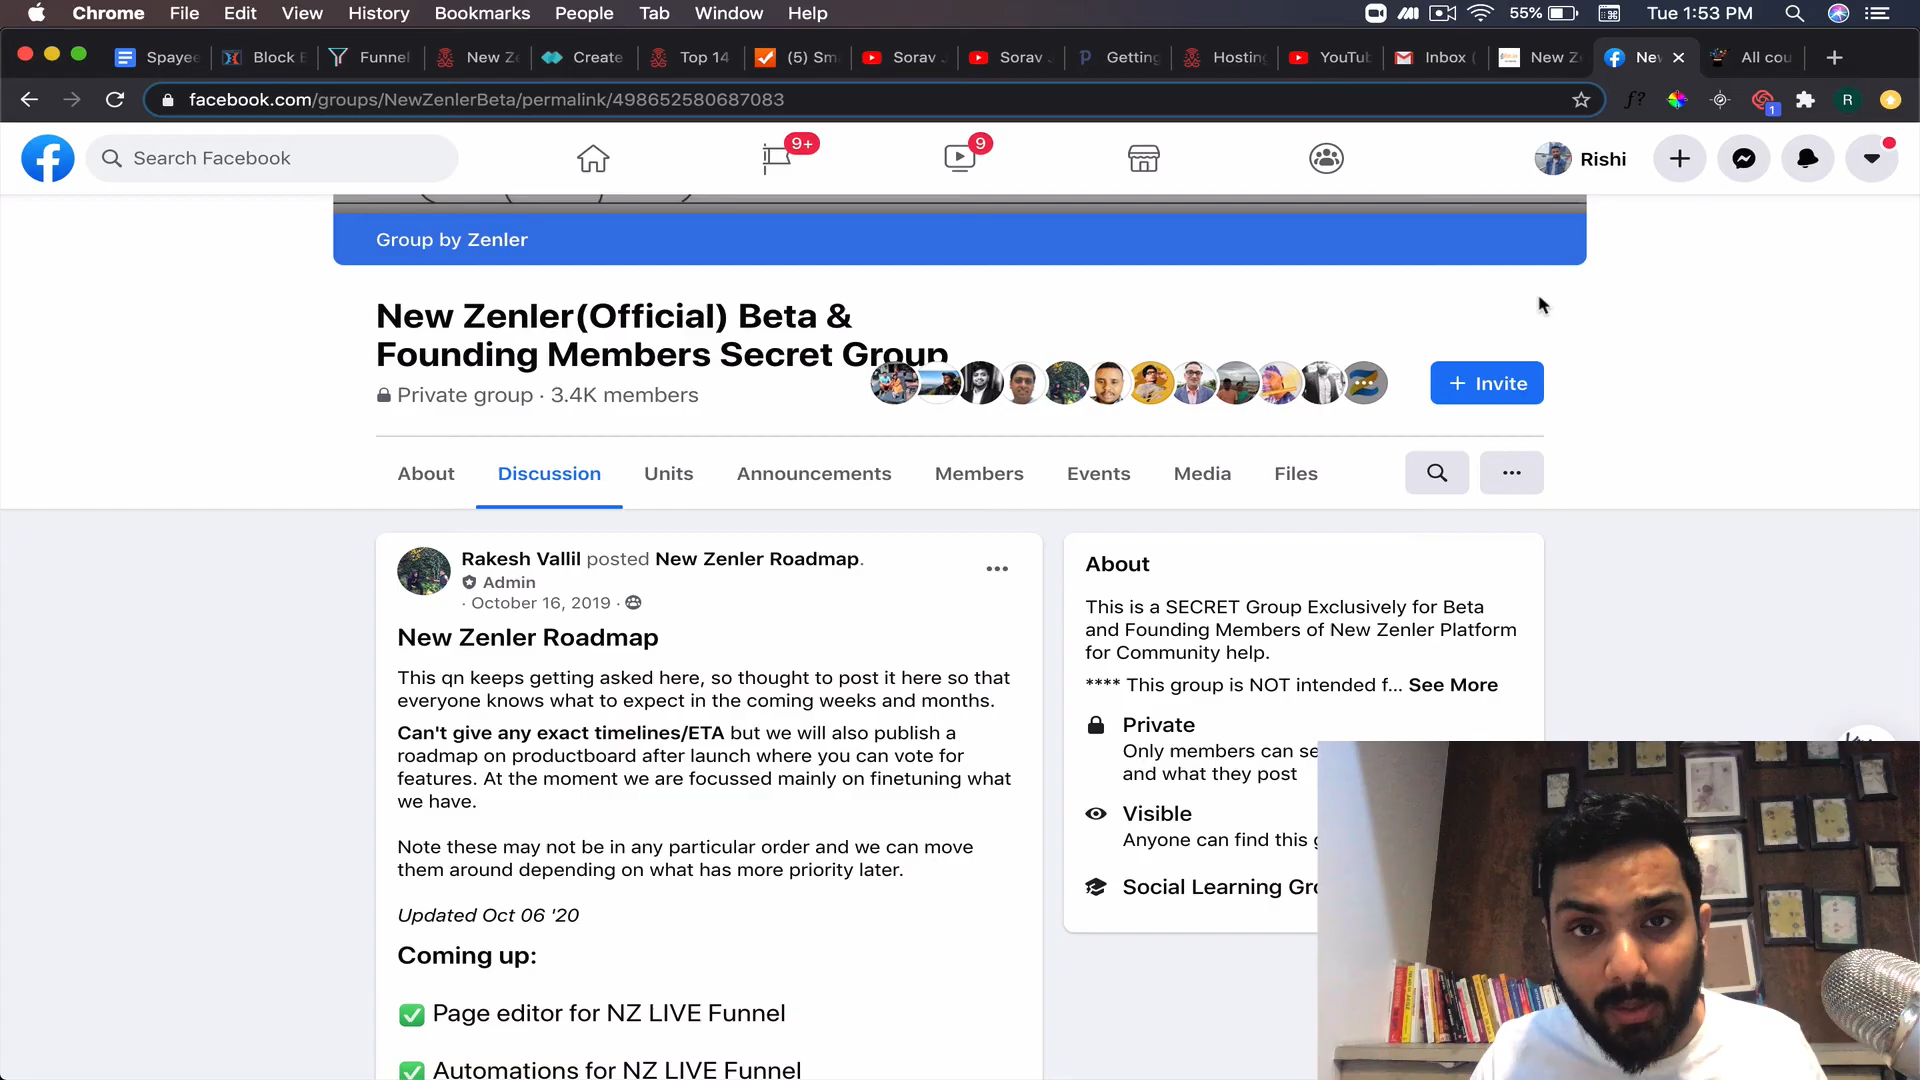 Chrome File Edit View History Bookmarks People Tab Window Help 55% Tue 1:53 PM
Spayee Block Funnel New Ze Create Top 14 (5) Sm Sorav Sorav Getting Hosting YouTu Inbox ( New Z Nev All cou
facebook.com/groups/NewZenlerBeta/permalink/498652580687083 f? 1 R
Search Facebook 9+ 9 Rishi
Group by Zenler
New Zenler(Official) Beta &
Founding Members Secret Group
Private group · 3.4K members
+ Invite
About Discussion Units Announcements Members Events Media Files
Rakesh Vallil posted New Zenler Roadmap.
Admin
· October 16, 2019 ·
New Zenler Roadmap
This qn keeps getting asked here, so thought to post it here so that
everyone knows what to expect in the coming weeks and months.
Can't give any exact timelines/ETA but we will also publish a
roadmap on productboard after launch where you can vote for
features. At the moment we are focussed mainly on finetuning what
we have.
Note these may not be in any particular order and we can move
them around depending on what has more priority later.
Updated Oct 06 '20
Coming up:
✅ Page editor for NZ LIVE Funnel
✅ Automations for NZ LIVE Funnel
About
This is a SECRET Group Exclusively for Beta
and Founding Members of New Zenler Platform
for Community help.
**** This group is NOT intended f... See More
Private
Only members can se
and what they post
Visible
Anyone can find this g
Social Learning Gro